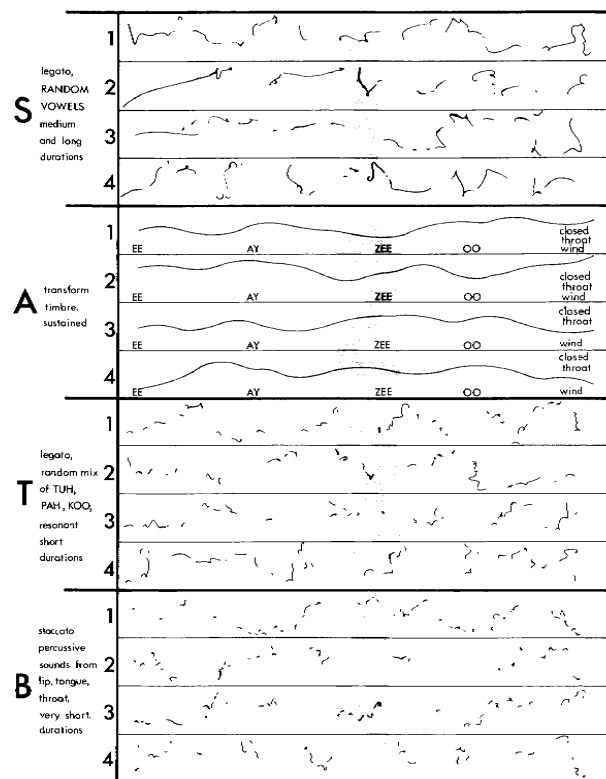 S
legato,
RANDOM
VOWELS
medium
and long
durations
1
2
3
4
A
transform
timbre.
sustained
1
EE AY ZEE OO closed
throat
wind
2
EE AY ZEE OO closed
throat
wind
3
EE AY ZEE OO closed
throat
wind
4
EE AY ZEE OO closed
throat
wind
T
legato,
random mix
of TUH,
PAH, KOO,
resonant
short
durations
1
2
3
4
B
staccato
percussive
sounds from
lip, tongue,
throat,
very short.
durations
1
2
3
4